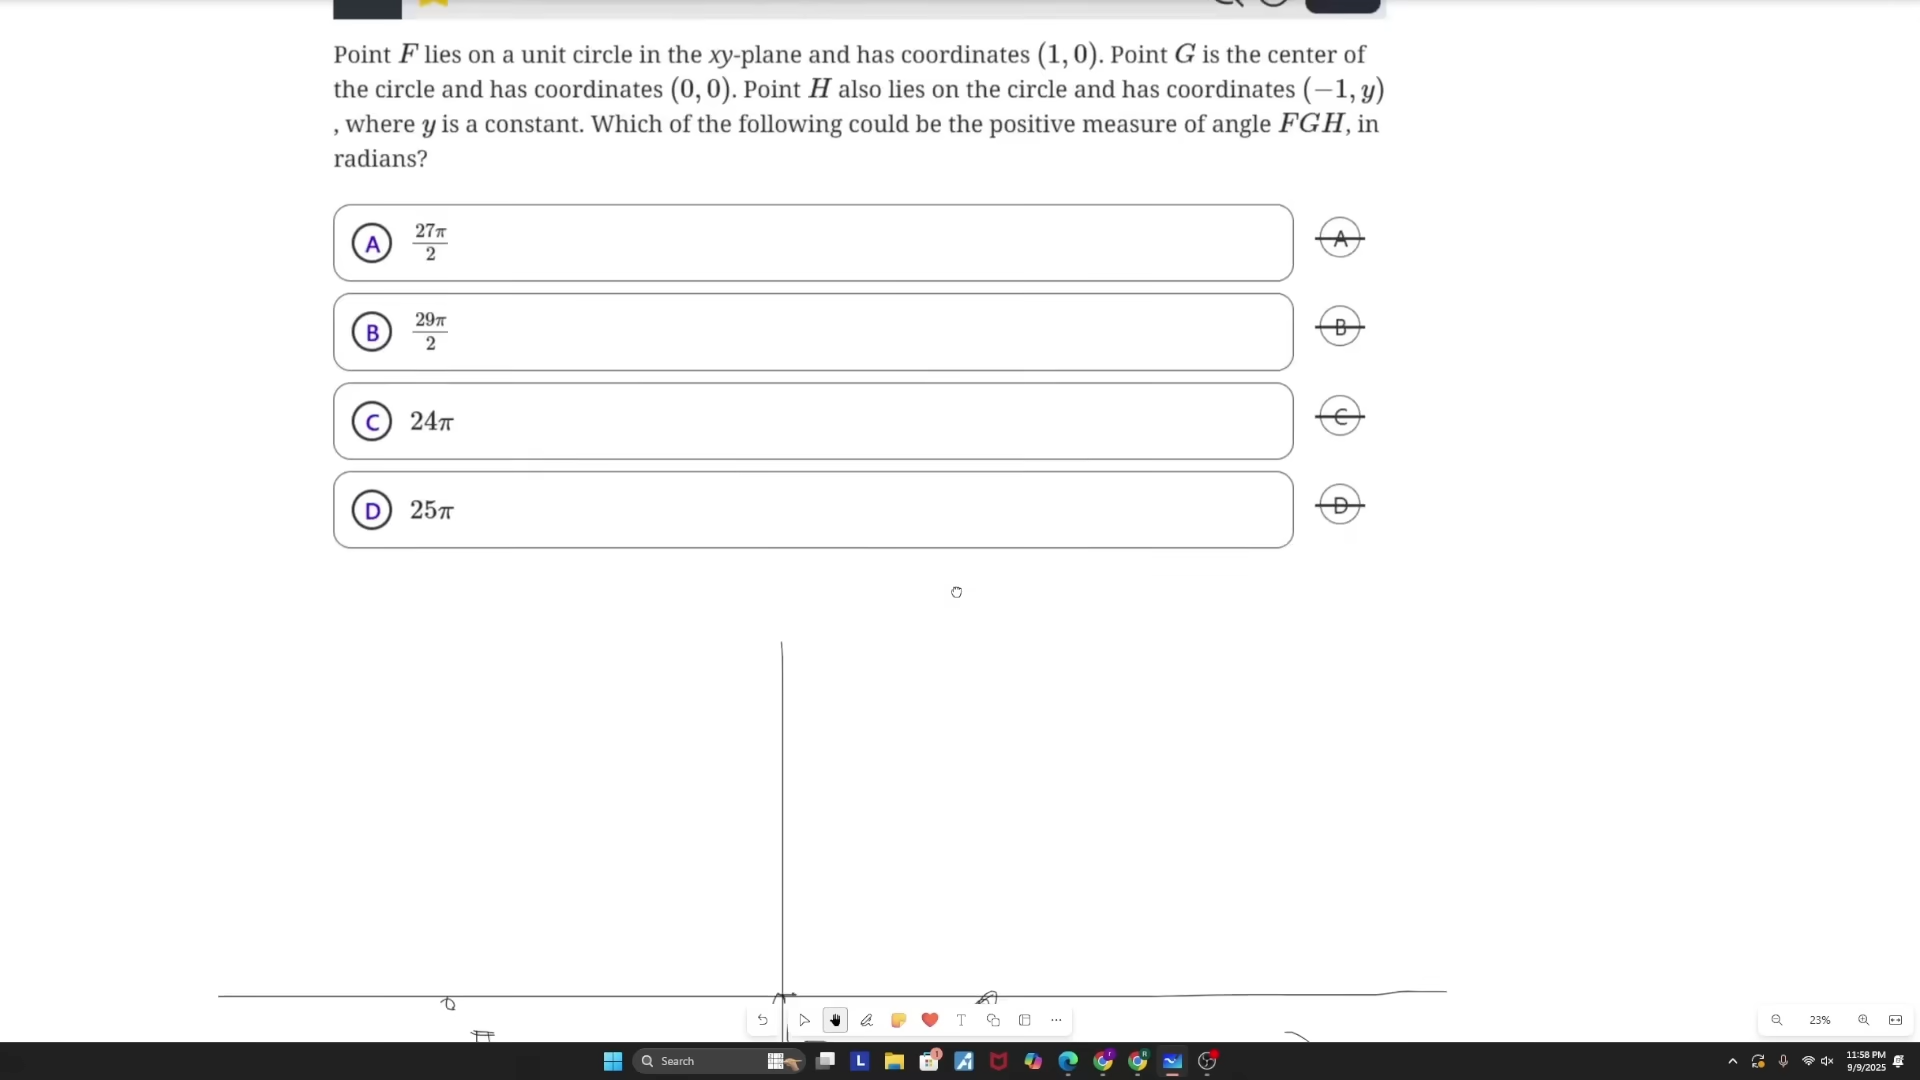 Point F lies on a unit circle in the xy-plane and has coordinates (1, 0). Point G is the center of
the circle and has coordinates (0, 0). Point H also lies on the circle and has coordinates (−1, y)
, where y is a constant. Which of the following could be the positive measure of angle FGH, in
radians?
A 27π/2 A
B 29π/2 B
C 24π C
D 25π D
T
23%
Search
L
11:58 PM
9/9/2025